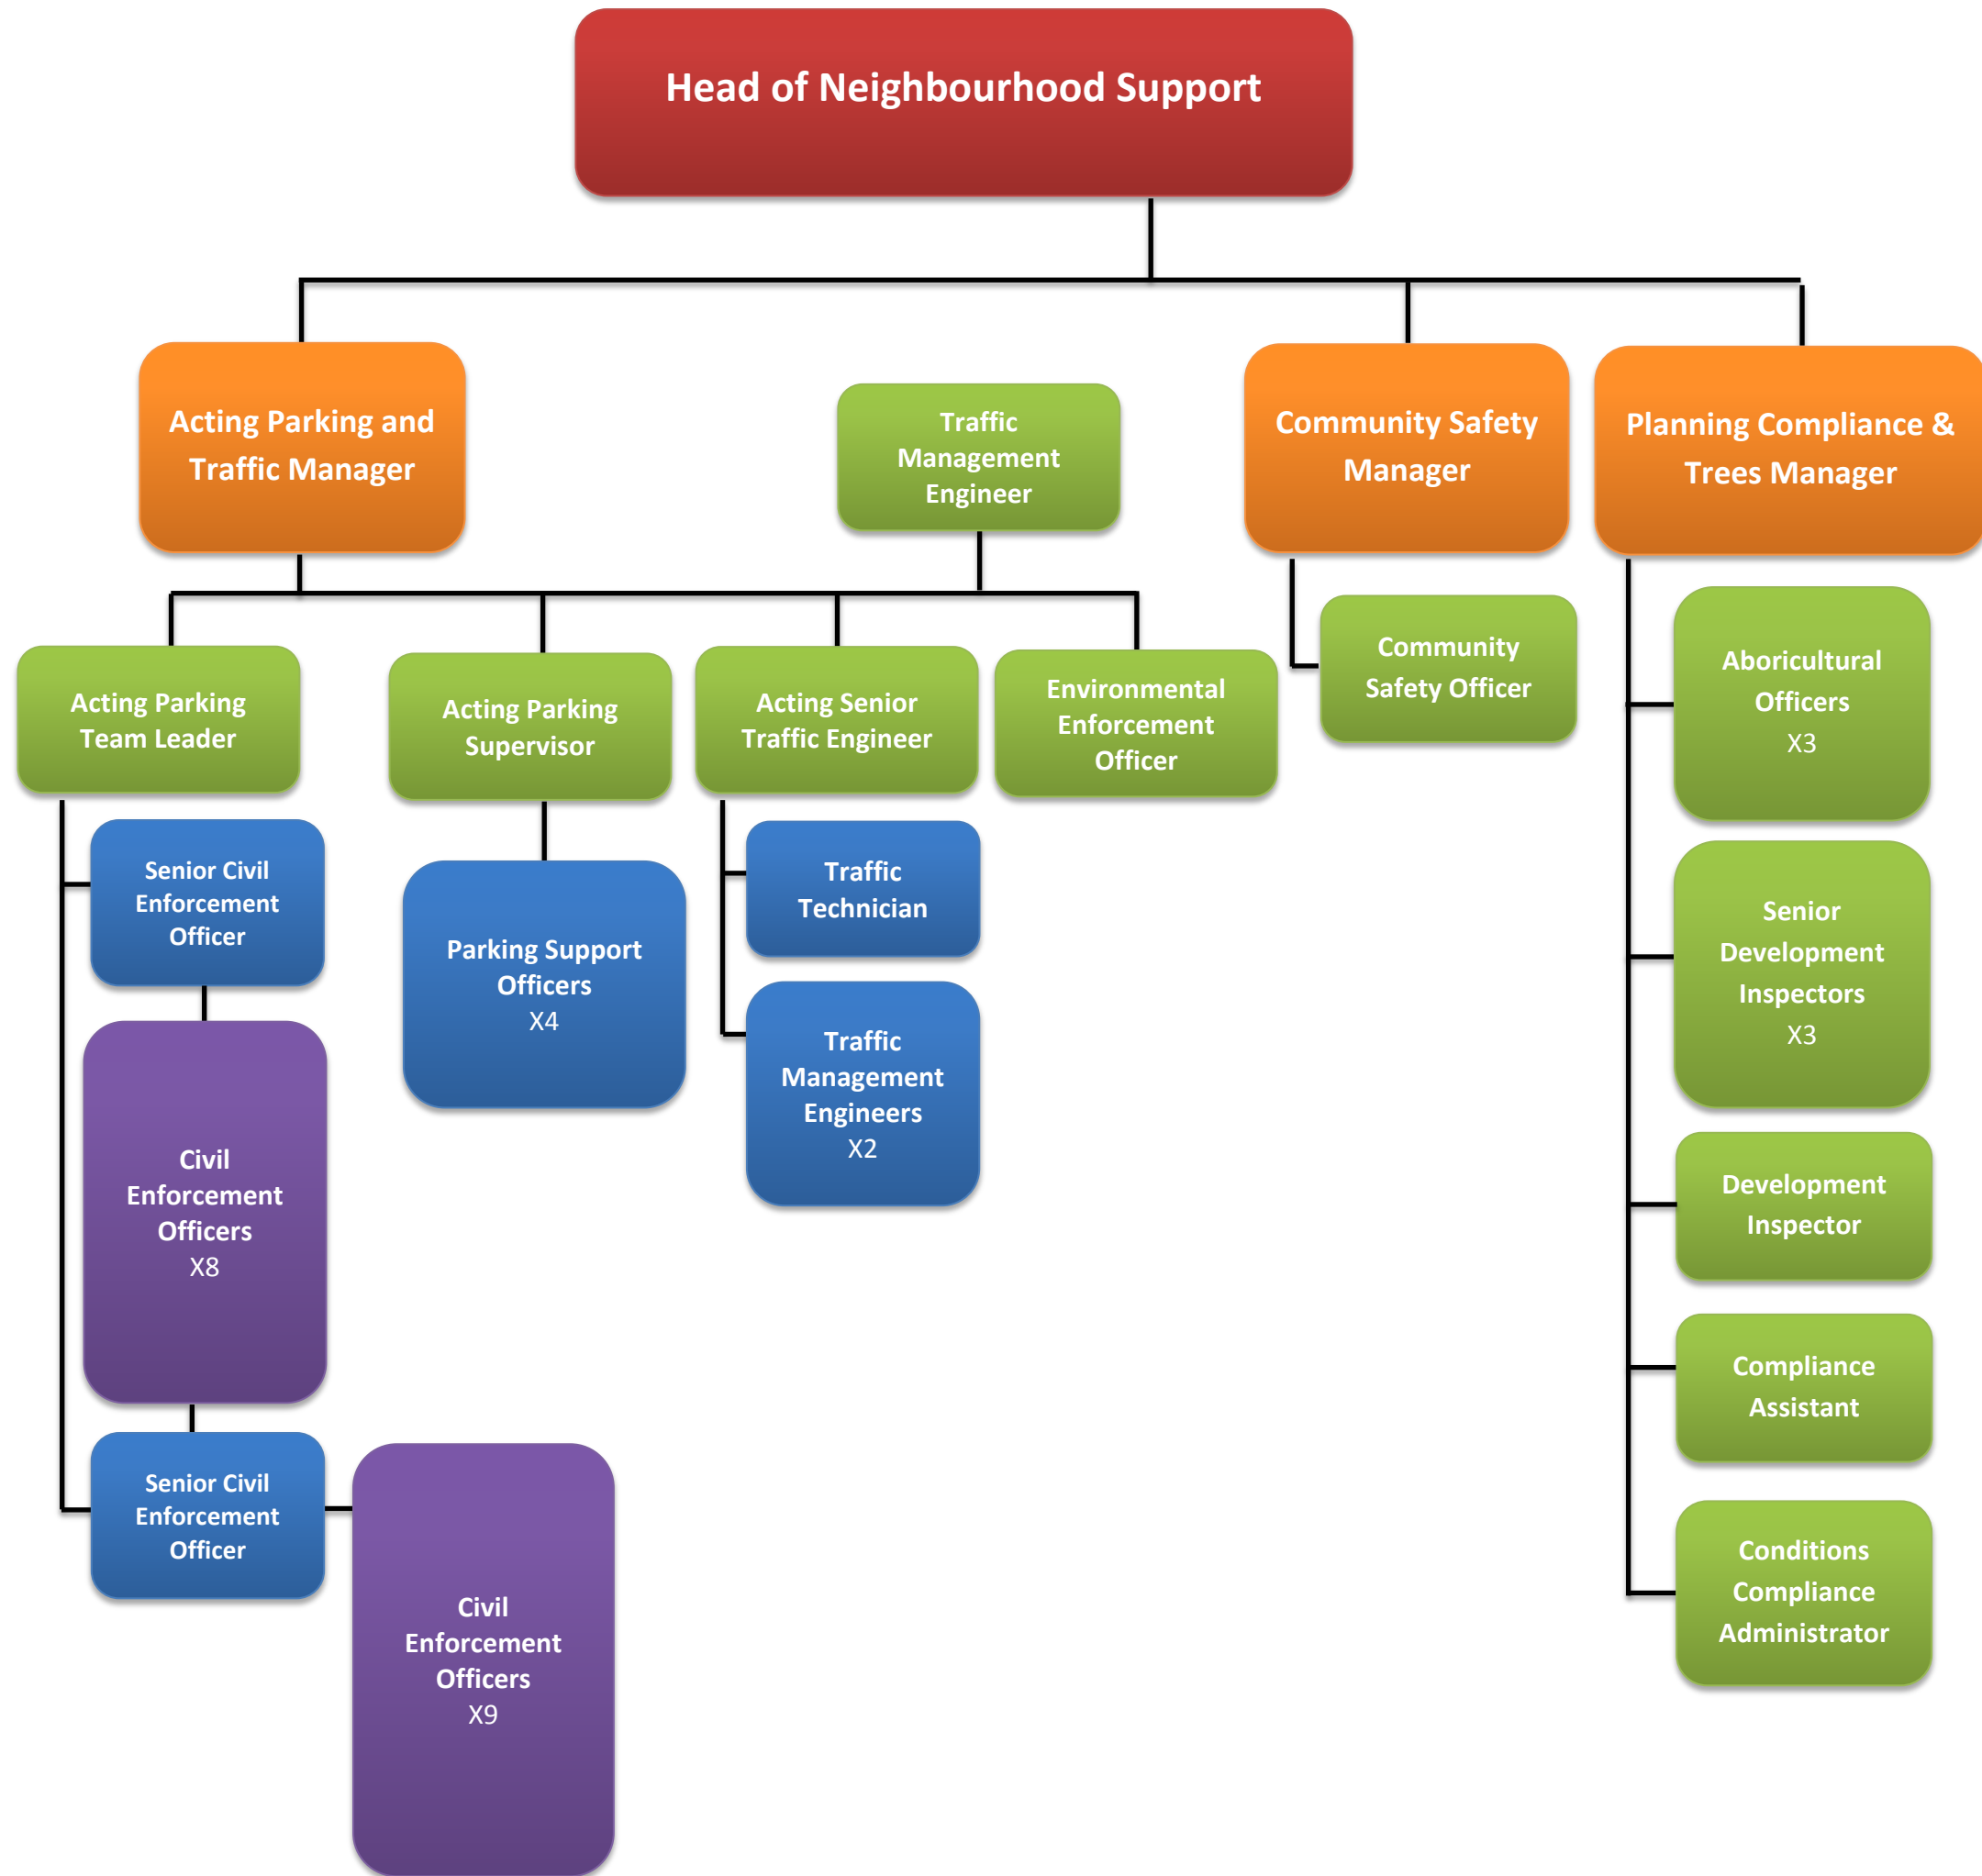 Head of Neighbourhood Support
Acting Parking and
Traffic Manager
Traffic
Management
Engineer
Community Safety
Manager
Planning Compliance &
Trees Manager
Acting Parking
Team Leader
Acting Parking
Supervisor
Acting Senior
Traffic Engineer
Environmental
Enforcement
Officer
Community
Safety Officer
Aboricultural
Officers
X3
Senior Civil
Enforcement
Officer
Parking Support
Officers
X4
Traffic
Technician
Senior
Development
Inspectors
X3
Civil
Enforcement
Officers
X8
Traffic
Management
Engineers
X2
Development
Inspector
Compliance
Assistant
Senior Civil
Enforcement
Officer
Civil
Enforcement
Officers
X9
Conditions
Compliance
Administrator